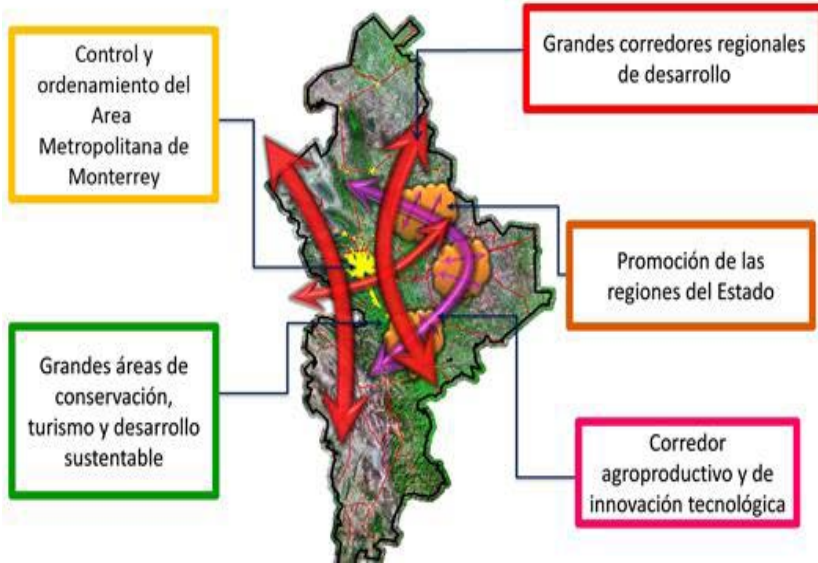 Control y
ordenamiento del
Area
Metropolitana de
Monterrey
Grandes corredores regionales
de desarrollo
Promoción de las
regiones del Estado
Grandes áreas de
conservación,
turismo y desarrollo
sustentable
Corredor
agroproductivo y de
innovación tecnológica